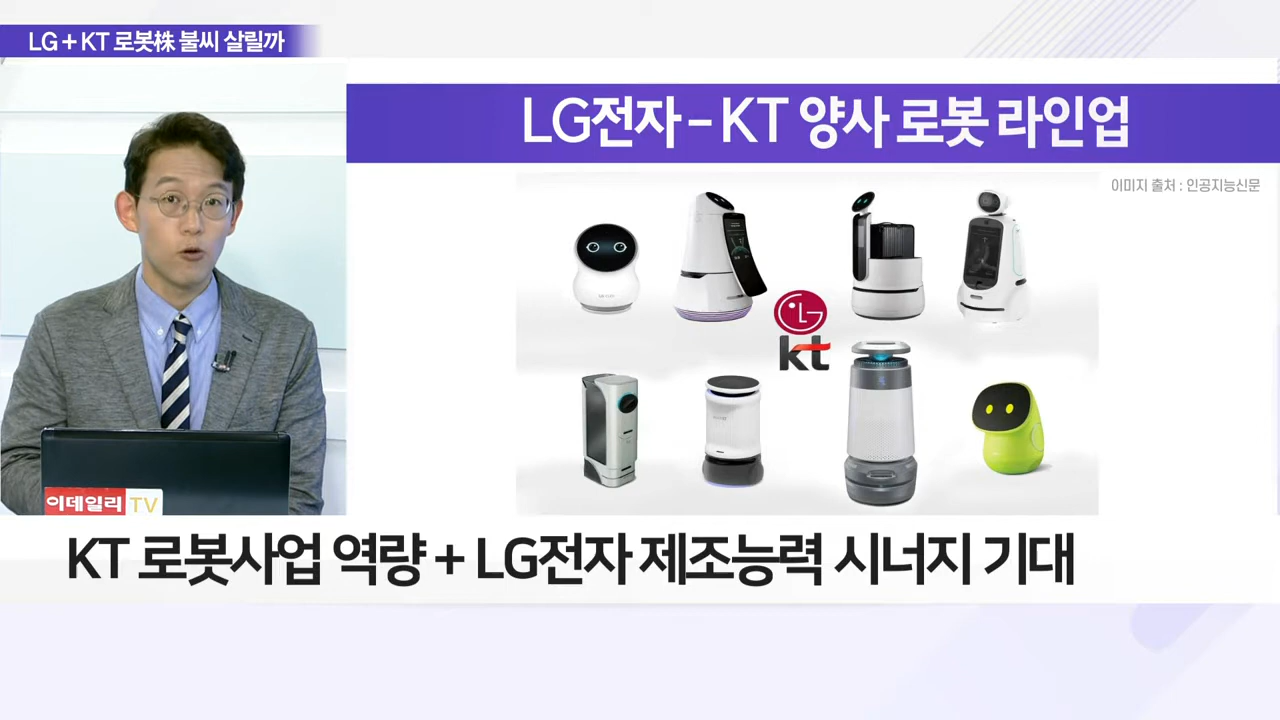 LG + KT 로봇株 불씨 살릴까
LG전자 – KT 양사 로봇 라인업
이미지 출처 : 인공지능신문
LG
kt
이데일리 TV
KT 로봇사업 역량 + LG전자 제조능력 시너지 기대